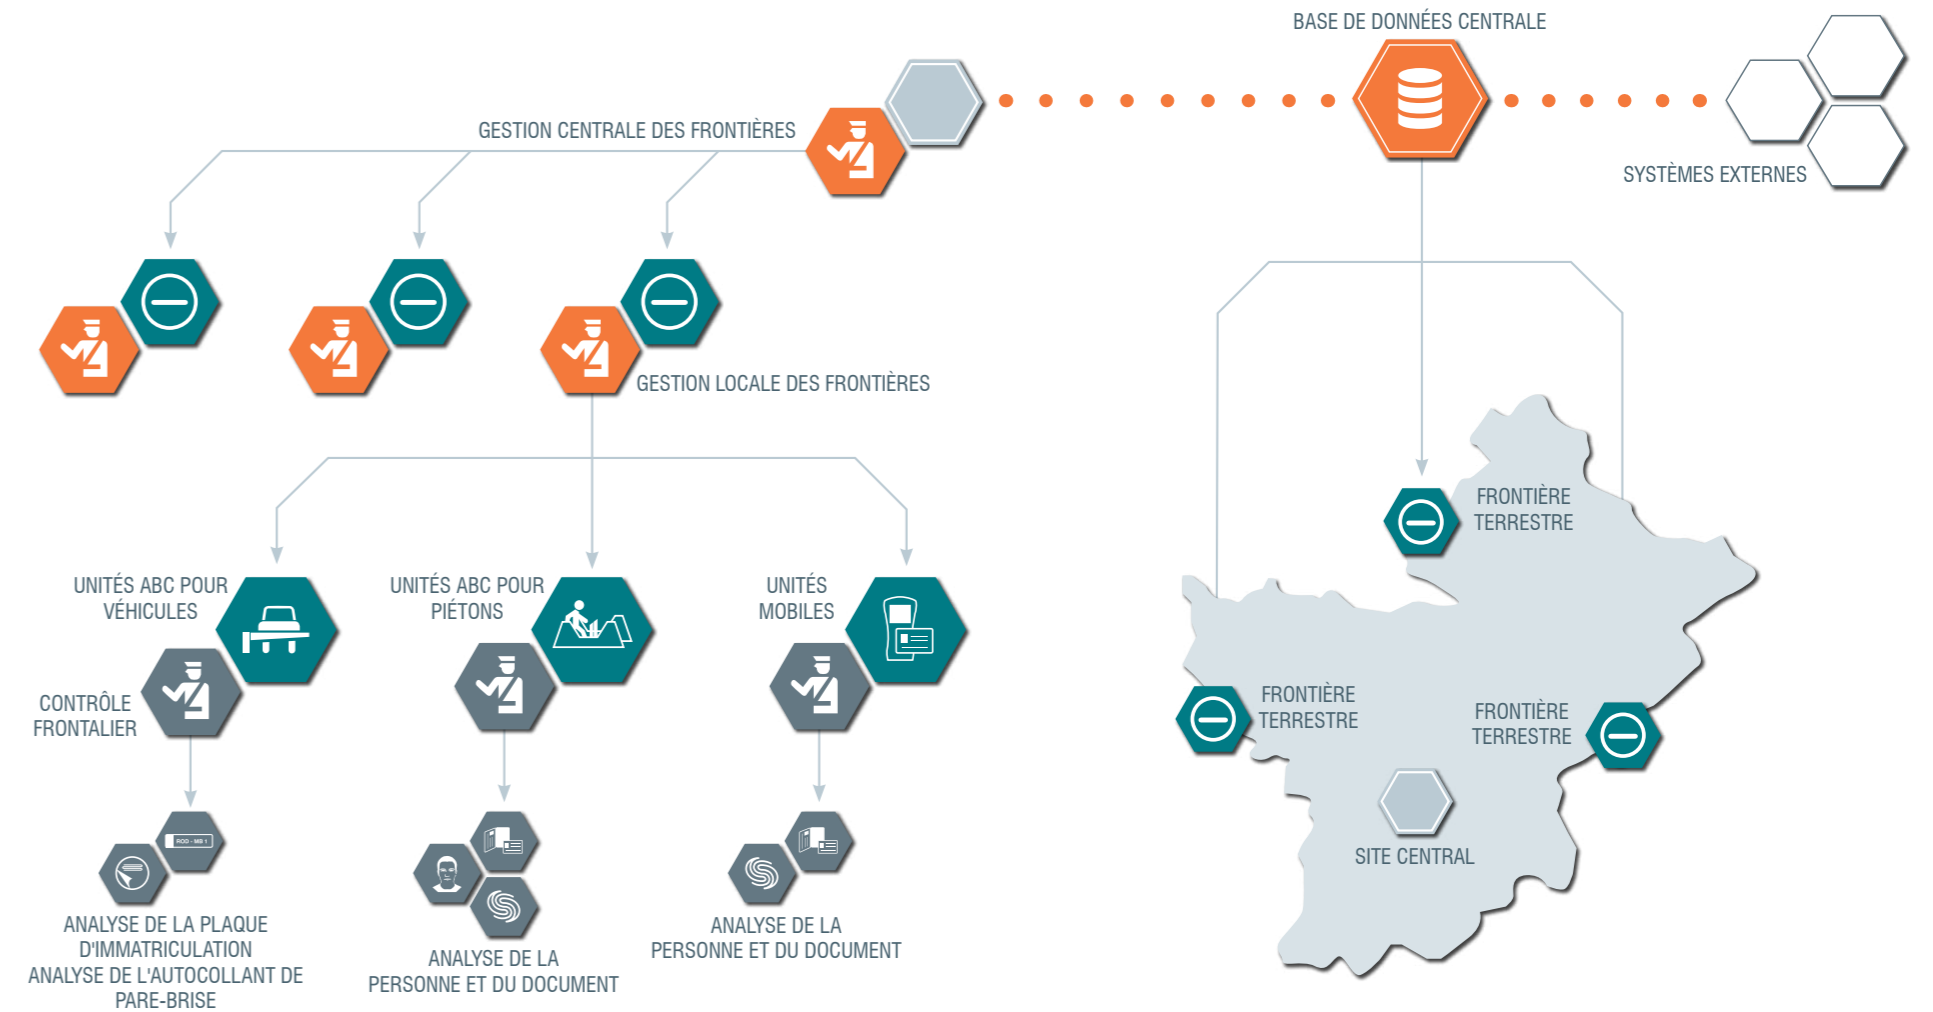 BASE DE DONNÉES CENTRALE
GESTION CENTRALE DES FRONTIÈRES
SYSTÈMES EXTERNES
GESTION LOCALE DES FRONTIÈRES
UNITÉS ABC POUR
VÉHICULES
UNITÉS ABC POUR
PIÉTONS
UNITÉS
MOBILES
CONTRÔLE
FRONTALIER
ROD - MB 1
ANALYSE DE LA PLAQUE
D'IMMATRICULATION
ANALYSE DE L'AUTOCOLLANT DE
PARE-BRISE
ANALYSE DE LA
PERSONNE ET DU DOCUMENT
ANALYSE DE LA
PERSONNE ET DU DOCUMENT
FRONTIÈRE
TERRESTRE
FRONTIÈRE
TERRESTRE
FRONTIÈRE
TERRESTRE
SITE CENTRAL